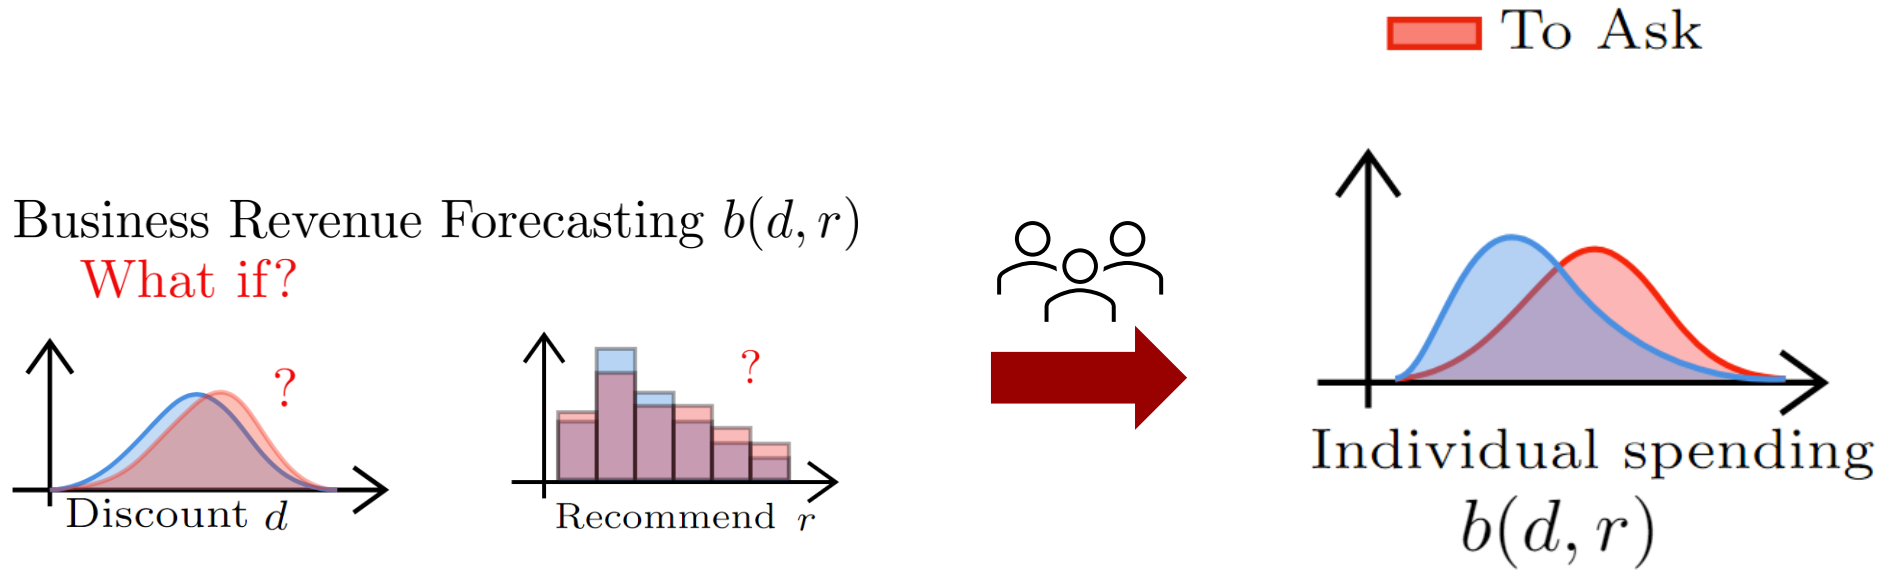 To Ask
Business Revenue Forecasting b(d, r)
What if?
?
?
Discount d
Recommend r
Individual spending
b(d, r)